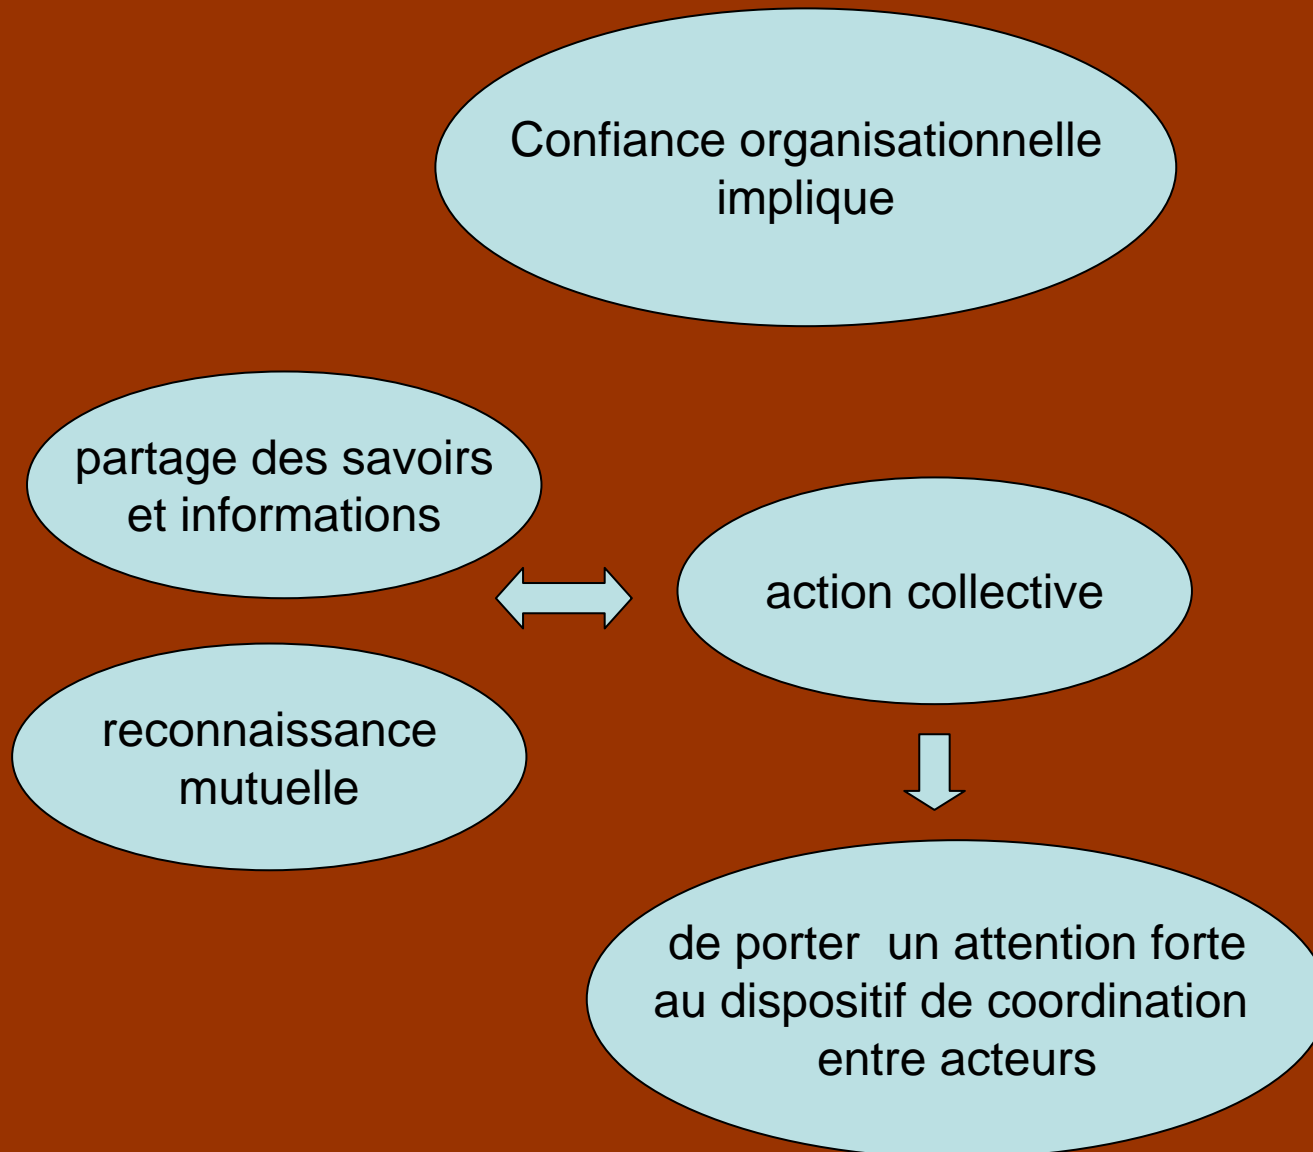 Confiance organisationnelle
implique
partage des savoirs
et informations
action collective
reconnaissance
mutuelle
de porter  un attention forte
au dispositif de coordination
entre acteurs